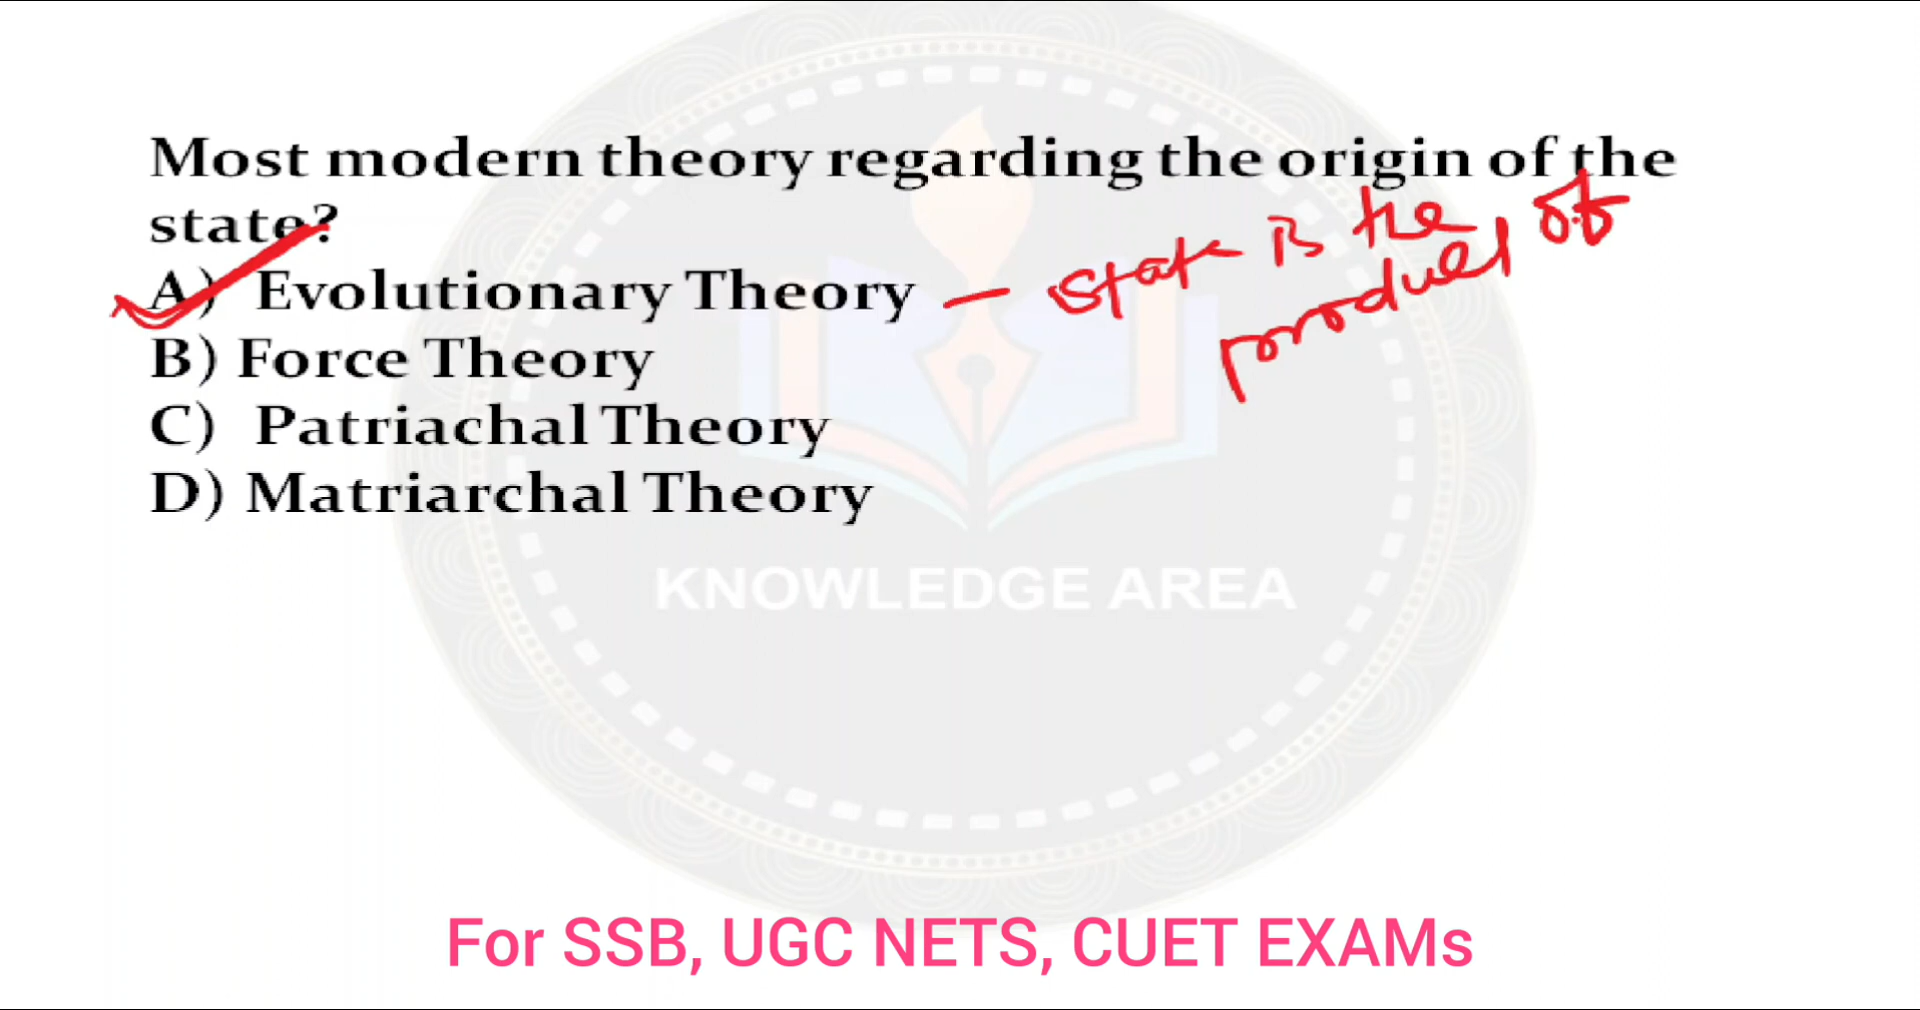 Most modern theory regarding the origin of the
state?
A) Evolutionary Theory — State is the
product of
B) Force Theory
C) Patriachal Theory
D) Matriarchal Theory
KNOWLEDGE AREA
For SSB, UGC NETS, CUET EXAMs